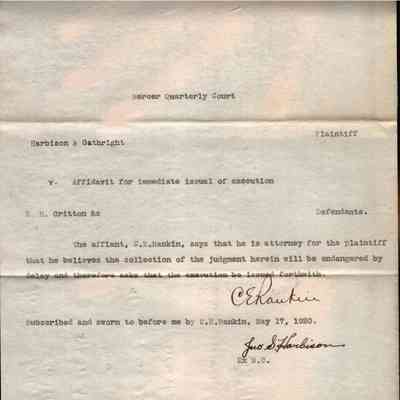 Mercer Quarterly Court
Plaintiff
Harbison & Gathright
v. Affidavit for immediate issual of execution
E. H. Gritton &c Defendants.
The affiant, C.E.Rankin, says that he is attorney for the plaintiff
that he believes the collection of the judgment herein will be endangered by
delay and therefore asks that the execution be issued forthwith.
C E Rankin
Subscribed and sworn to before me by C.E.Rankin, May 17, 1920.
Jno S Harbison
Ex M.C.